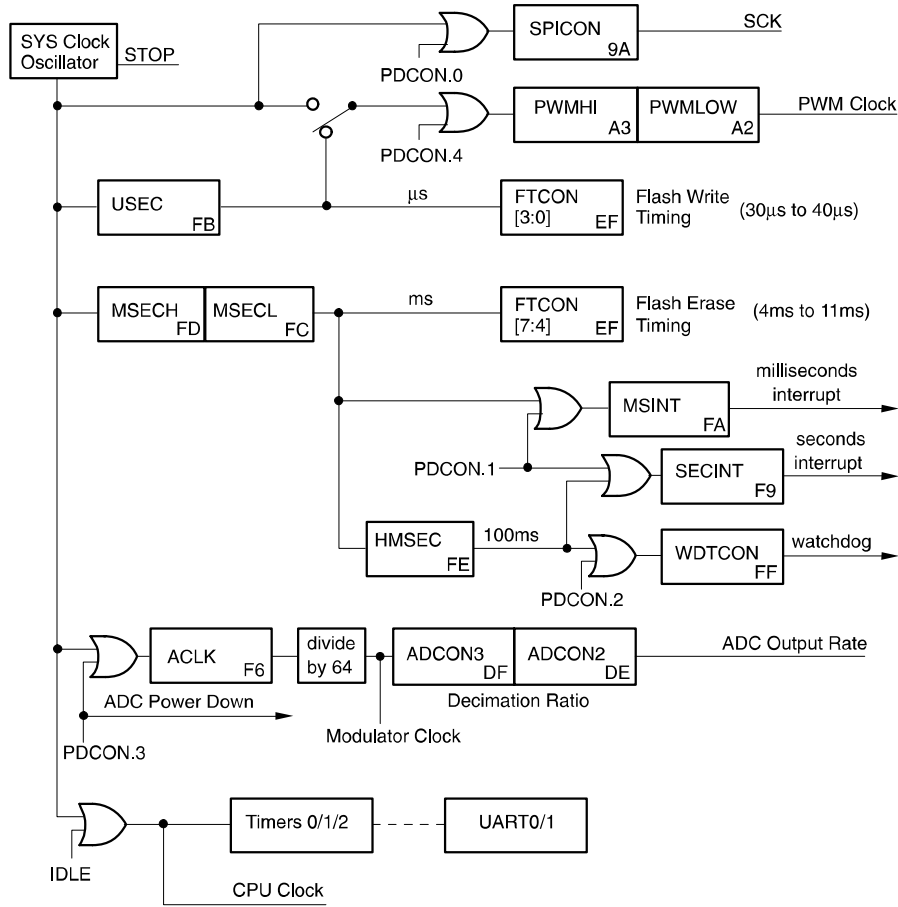 SYS Clock
Oscillator
STOP
PDCON.0
SPICON
9A
SCK
PDCON.4
PWMHI
A3
PWMLOW
A2
PWM Clock
USEC
FB
μs
FTCON
[3:0]
EF
Flash Write
Timing
(30μs to 40μs)
MSECH
FD
MSECL
FC
ms
FTCON
[7:4]
EF
Flash Erase
Timing
(4ms to 11ms)
MSINT
FA
milliseconds
interrupt
PDCON.1
SECINT
F9
seconds
interrupt
HMSEC
FE
100ms
PDCON.2
WDTCON
FF
watchdog
ACLK
F6
divide
by 64
ADCON3
DF
ADCON2
DE
ADC Output Rate
Decimation Ratio
ADC Power Down
PDCON.3
Modulator Clock
Timers 0/1/2
UART0/1
IDLE
CPU Clock